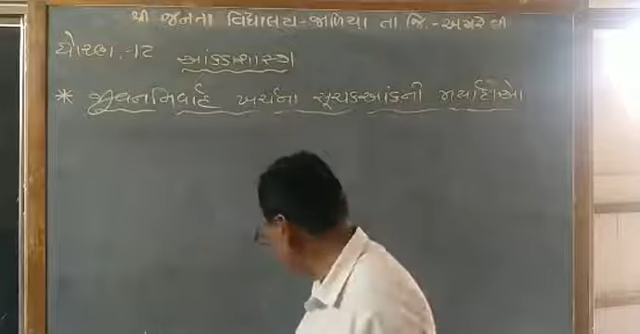 શ્રી જનતા વિદ્યાલય-જાળિયા તા. જિ.-અમરેલી
ધોરણ.-૧૨ આંકડાશાસ્ત્ર
* જીવનનિર્વાહ ખર્ચના સૂચકઆંકની મર્યાદાઓ